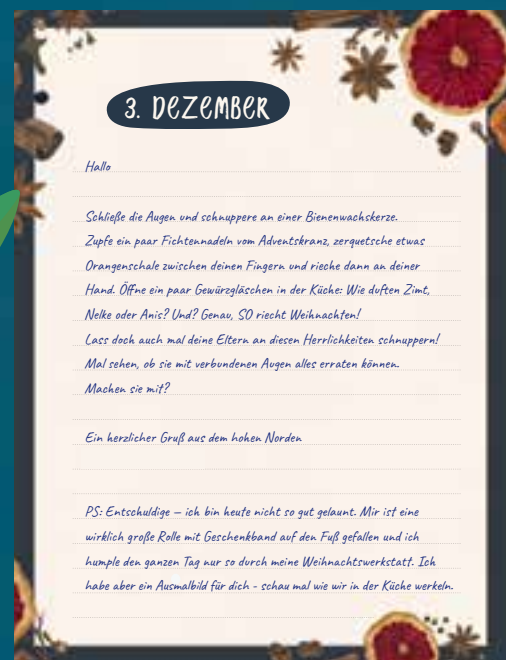 3. DEZEMBER
Hallo
Schließe die Augen und schnuppere an einer Bienenwachskerze.
Zupfe ein paar Fichtennadeln vom Adventskranz, zerquetsche etwas
Orangenschale zwischen deinen Fingern und rieche dann an deiner
Hand. Öffne ein paar Gewürzgläschen in der Küche: Wie duften Zimt,
Nelke oder Anis? Und? Genau, SO riecht Weihnachten!
Lass doch auch mal deine Eltern an diesen Herrlichkeiten schnuppern!
Mal sehen, ob sie mit verbundenen Augen alles erraten können.
Machen sie mit?
Ein herzlicher Gruß aus dem hohen Norden
PS: Entschuldige – ich bin heute nicht so gut gelaunt. Mir ist eine
wirklich große Rolle mit Geschenkband auf den Fuß gefallen und ich
humple den ganzen Tag nur so durch meine Weihnachtswerkstatt. Ich
habe aber ein Ausmalbild für dich - schau mal wie wir in der Küche werkeln.